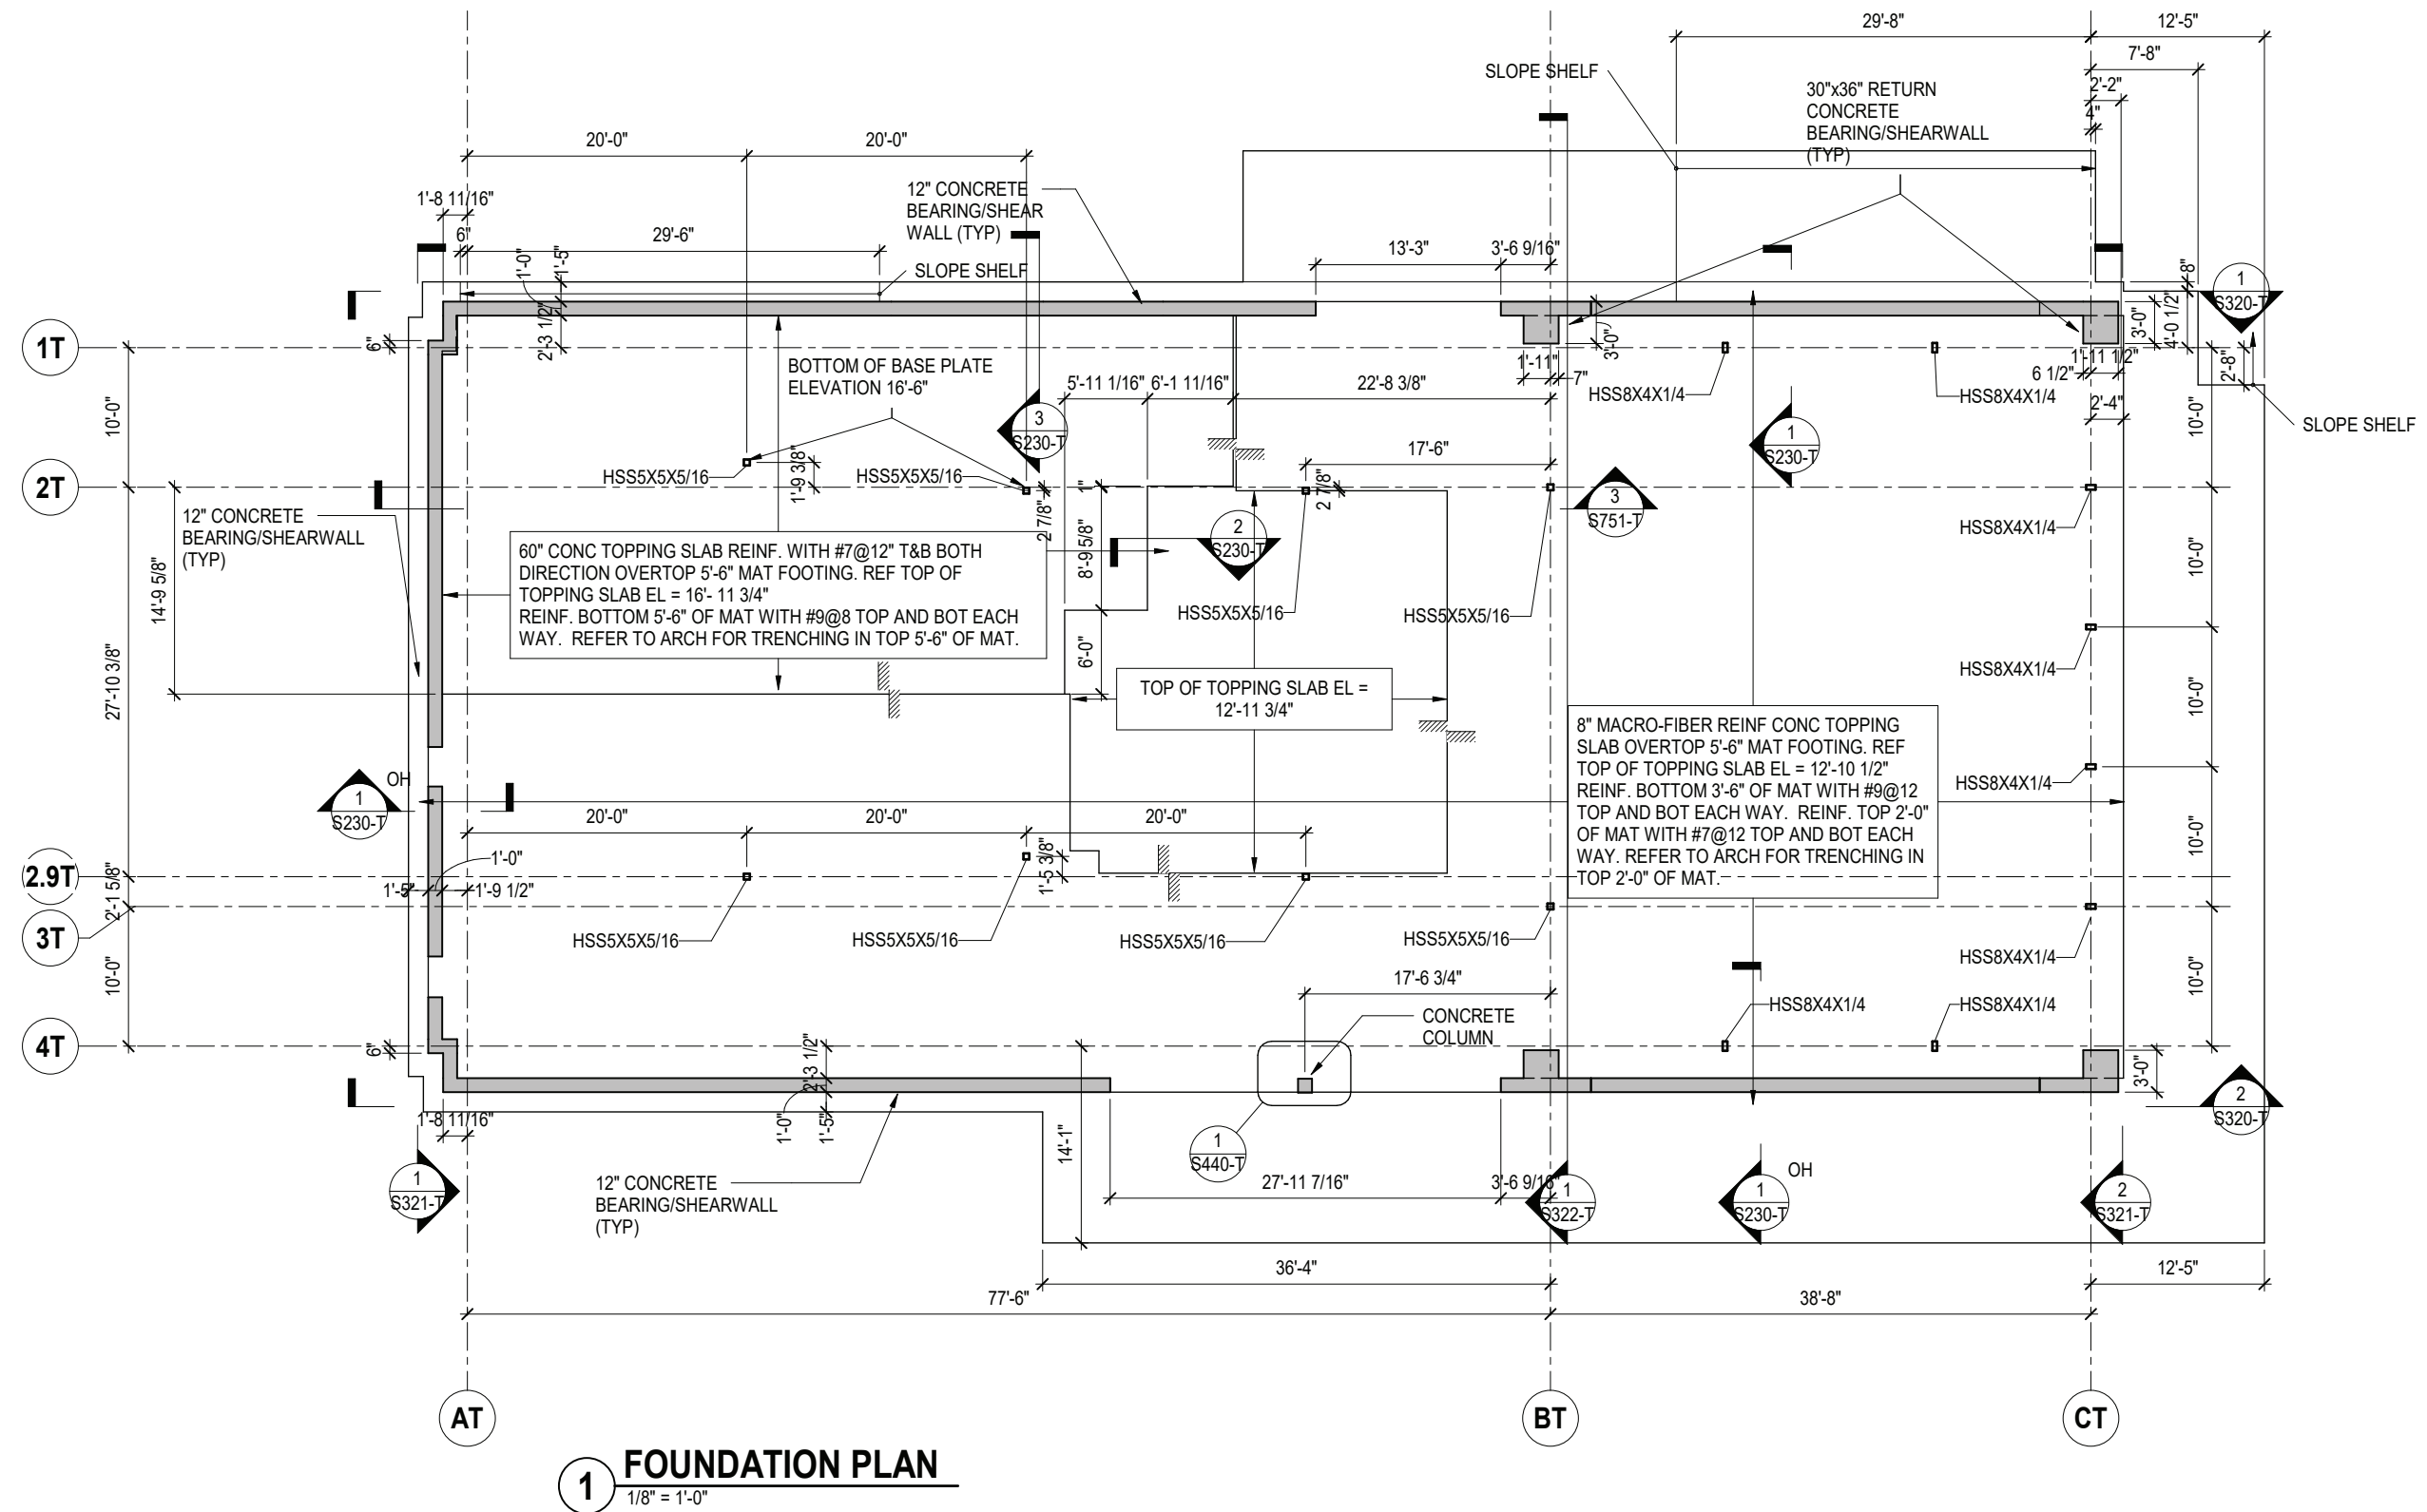 29'-8"
12'-5"
7'-8"
SLOPE SHELF
2'-2"
30"x36" RETURN
CONCRETE
BEARING/SHEARWALL
(TYP)
4"
20'-0"
20'-0"
12" CONCRETE
BEARING/SHEAR
WALL (TYP)
1'-8 11/16"
6"
29'-6"
1'-0"
1'-5"
SLOPE SHELF
13'-3"
3'-6 9/16"
8"
1
S320-T
1T
6"
2'-3 1/2"
3'-0"
3'-0"
4'-0 1/2"
BOTTOM OF BASE PLATE
ELEVATION 16'-6"
5'-11 1/16"
6'-1 11/16"
22'-8 3/8"
1'-11"
7"
1'-11 1/2"
6 1/2"
2'-8"
HSS8X4X1/4
HSS8X4X1/4
2'-4"
10'-0"
10'-0"
SLOPE SHELF
3
S230-T
1
S230-T
17'-6"
HSS5X5X5/16
1'-9 3/8"
HSS5X5X5/16
2T
1"
2 7/8"
2 7/8"
3
S751-T
HSS8X4X1/4
12" CONCRETE
BEARING/SHEARWALL
(TYP)
2
S230-T
8'-9 5/8"
10'-0"
60" CONC TOPPING SLAB REINF. WITH #7@12" T&B BOTH
DIRECTION OVERTOP 5'-6" MAT FOOTING. REF TOP OF
TOPPING SLAB EL = 16'- 11 3/4"
REINF. BOTTOM 5'-6" OF MAT WITH #9@8 TOP AND BOT EACH
WAY.  REFER TO ARCH FOR TRENCHING IN TOP 5'-6" OF MAT.
14'-9 5/8"
HSS5X5X5/16
HSS5X5X5/16
6'-0"
HSS8X4X1/4
27'-10 3/8"
TOP OF TOPPING SLAB EL =
12'-11 3/4"
10'-0"
8" MACRO-FIBER REINF CONC TOPPING
SLAB OVERTOP 5'-6" MAT FOOTING. REF
TOP OF TOPPING SLAB EL = 12'-10 1/2"
REINF. BOTTOM 3'-6" OF MAT WITH #9@12
TOP AND BOT EACH WAY.  REINF. TOP 2'-0"
OF MAT WITH #7@12 TOP AND BOT EACH
WAY. REFER TO ARCH FOR TRENCHING IN
TOP 2'-0" OF MAT.
OH
HSS8X4X1/4
1
S230-T
20'-0"
20'-0"
20'-0"
10'-0"
1'-0"
1'-5 3/8"
2.9T
1'-5"
1'-9 1/2"
2'-1 5/8"
3T
HSS5X5X5/16
HSS5X5X5/16
HSS5X5X5/16
HSS5X5X5/16
HSS8X4X1/4
10'-0"
17'-6 3/4"
10'-0"
HSS8X4X1/4
HSS8X4X1/4
CONCRETE
COLUMN
4T
6"
2'-3 1/2"
3'-0"
2
S320-T
1'-8 11/16"
1'-0"
1'-5"
14'-1"
1
S440-T
1
S321-T
12" CONCRETE
BEARING/SHEARWALL
(TYP)
27'-11 7/16"
3'-6 9/16"
1
S322-T
1
S230-T
OH
2
S321-T
36'-4"
12'-5"
77'-6"
38'-8"
AT
BT
CT
1
FOUNDATION PLAN
1/8" = 1'-0"